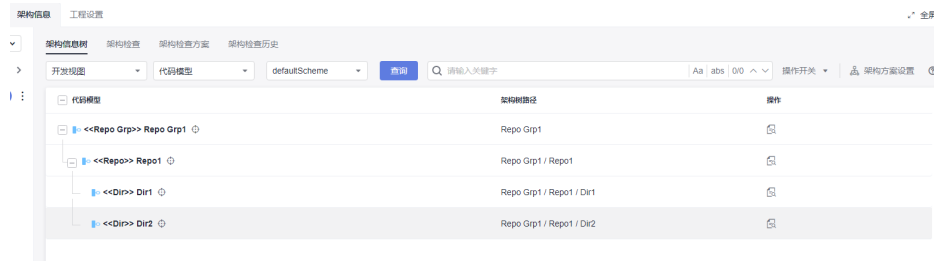 架构信息 工程设置 全屏
架构信息树 架构检查 架构检查方案 架构检查历史
开发视图 代码模型 defaultScheme 查询 请输入关键字 Aa abs 0/0 操作开关 架构方案设置
代码模型 架构树路径 操作
<<Repo Grp>> Repo Grp1 Repo Grp1
<<Repo>> Repo1 Repo Grp1 / Repo1
<<Dir>> Dir1 Repo Grp1 / Repo1 / Dir1
<<Dir>> Dir2 Repo Grp1 / Repo1 / Dir2